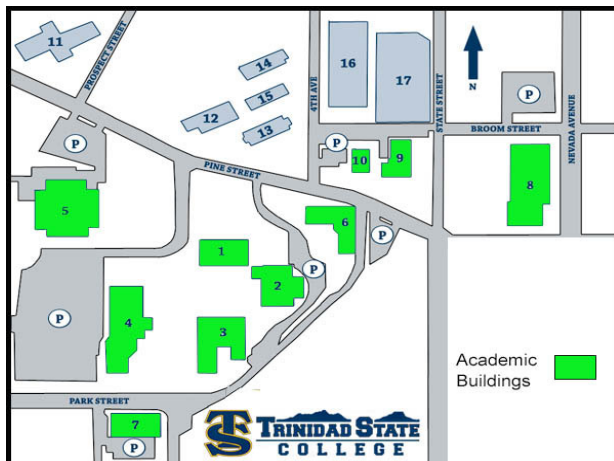 11
PROSPECT STREET
14
15
12
13
16
17
4TH AVE
STATE STREET
N
P
BROOM STREET
NEVADA AVENUE
P
P
PINE STREET
10
9
8
5
6
P
1
2
P
P
4
3
Academic
Buildings
PARK STREET
7
P
TS
TRINIDAD STATE
COLLEGE